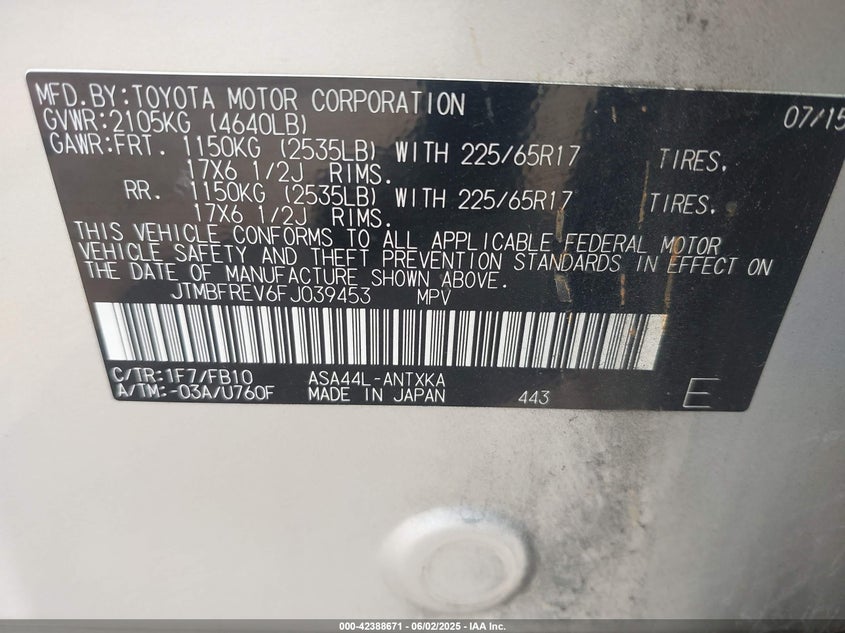 MFD.BY:TOYOTA MOTOR CORPORATION 07/15
GVWR:2105KG (4640LB)
GAWR:FRT. 1150KG (2535LB) WITH 225/65R17 TIRES,
17X6 1/2J RIMS.
RR. 1150KG (2535LB) WITH 225/65R17 TIRES,
17X6 1/2J RIMS.
THIS VEHICLE CONFORMS TO ALL APPLICABLE FEDERAL MOTOR
VEHICLE SAFETY AND THEFT PREVENTION STANDARDS IN EFFECT ON
THE DATE OF MANUFACTURE SHOWN ABOVE.
JTMBFREV6FJ039453 MPV
C/TR:1F7/FB10 ASA44L-ANTXKA
A/TM:-03A/U760F MADE IN JAPAN 443 E
000-42388671 - 06/02/2025 - IAA Inc.